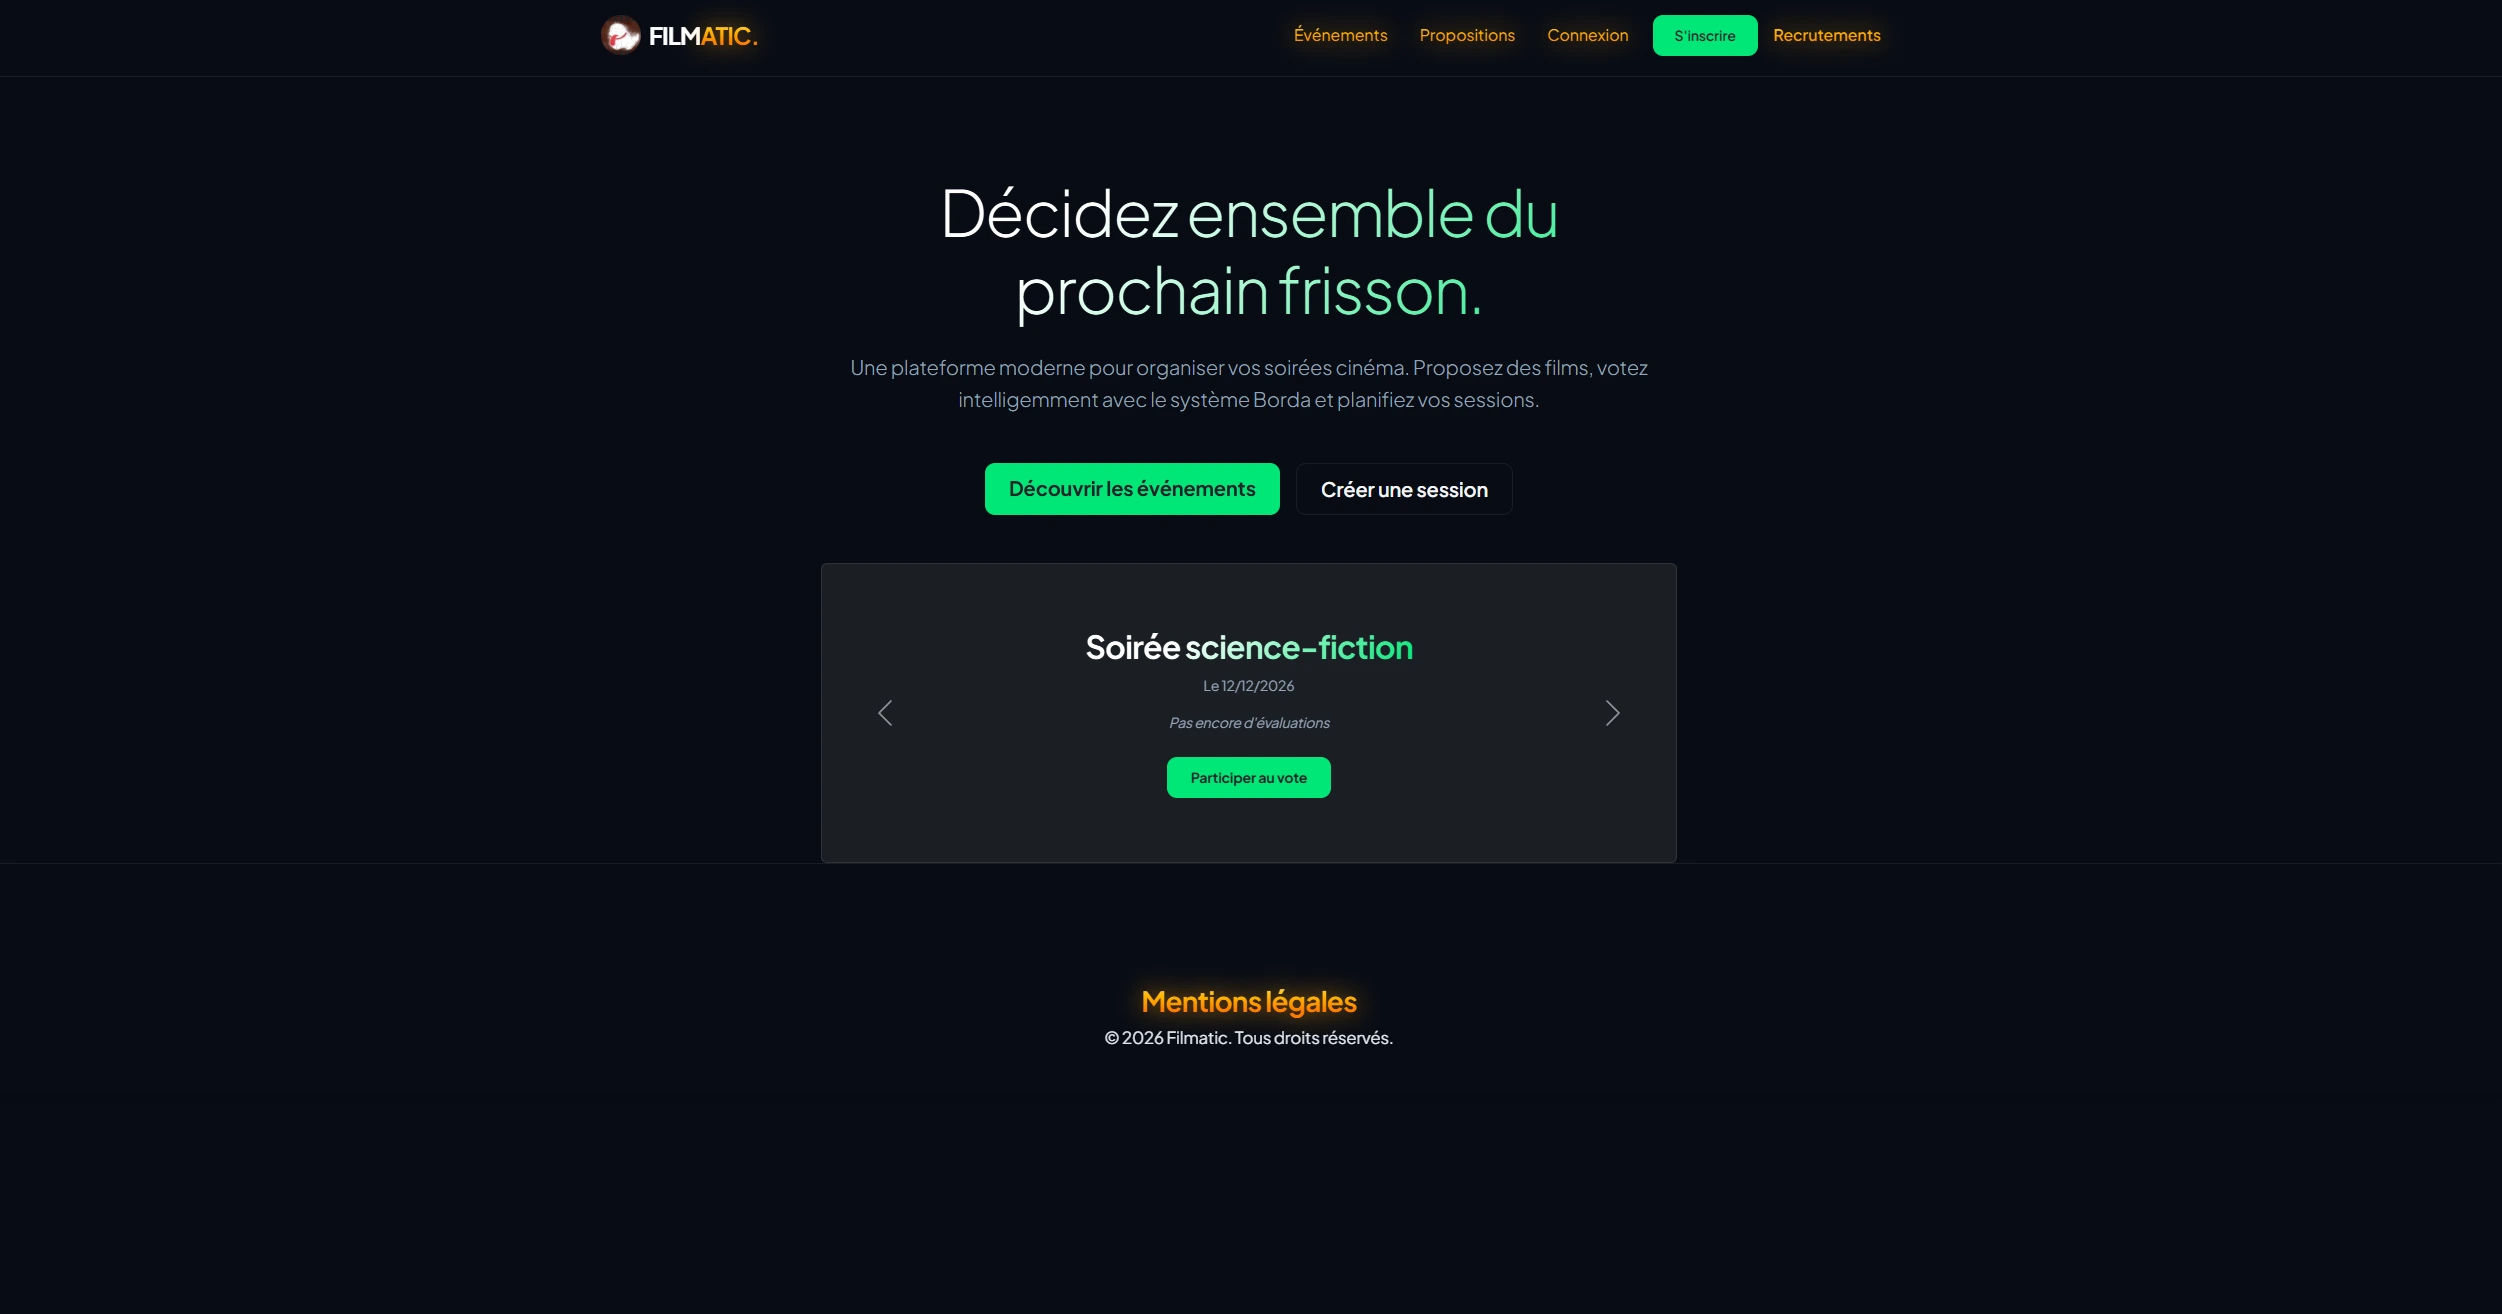 FILMATIC.
Événements
Propositions
Connexion
S'inscrire
Recrutements
Décidez ensemble du
prochain frisson.
Une plateforme moderne pour organiser vos soirées cinéma. Proposez des films, votez
intelligemment avec le système Borda et planifiez vos sessions.
Découvrir les événements
Créer une session
Soirée science-fiction
Le 12/12/2026
Pas encore d'évaluations
Participer au vote
Mentions légales
© 2026 Filmatic. Tous droits réservés.